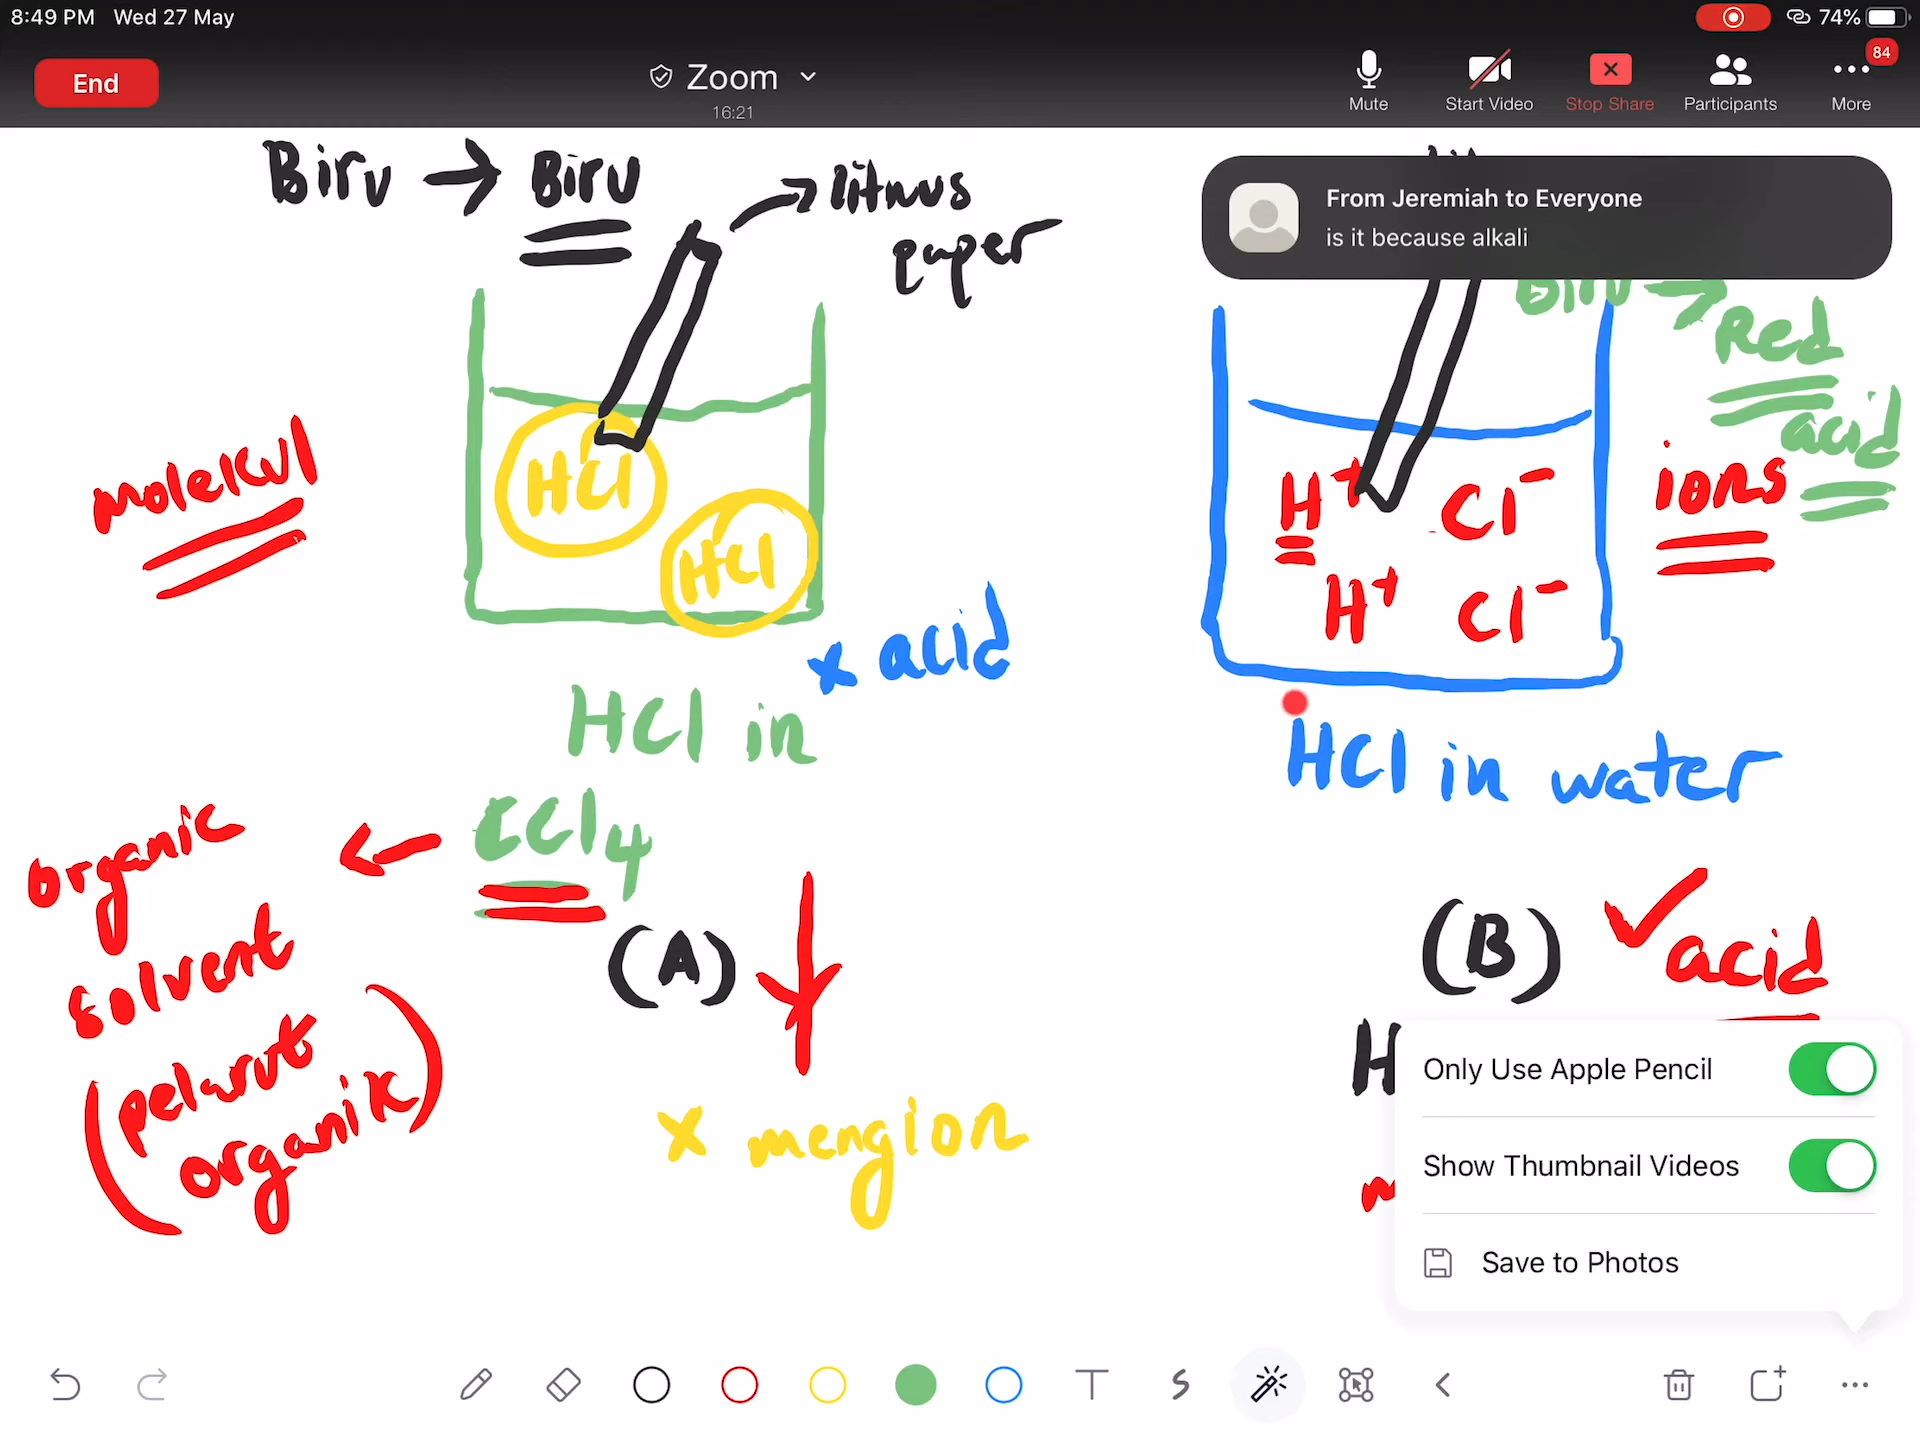 8:49 PM Wed 27 May
74%
End
Zoom
16:21
Mute
Start Video
Stop Share
Participants
More
84
Biru → Biru
litmus
paper
From Jeremiah to Everyone
is it because alkali
Biru →
Red
acid
molekul
HCl
HCl
H⁺ Cl⁻
H⁺ Cl⁻
ions
x acid
HCl in
CCl4
HCl in water
organic
solvent
(pelarut
organik)
(A)
x mengion
(B) ✓ acid
H
Only Use Apple Pencil
Show Thumbnail Videos
Save to Photos
T